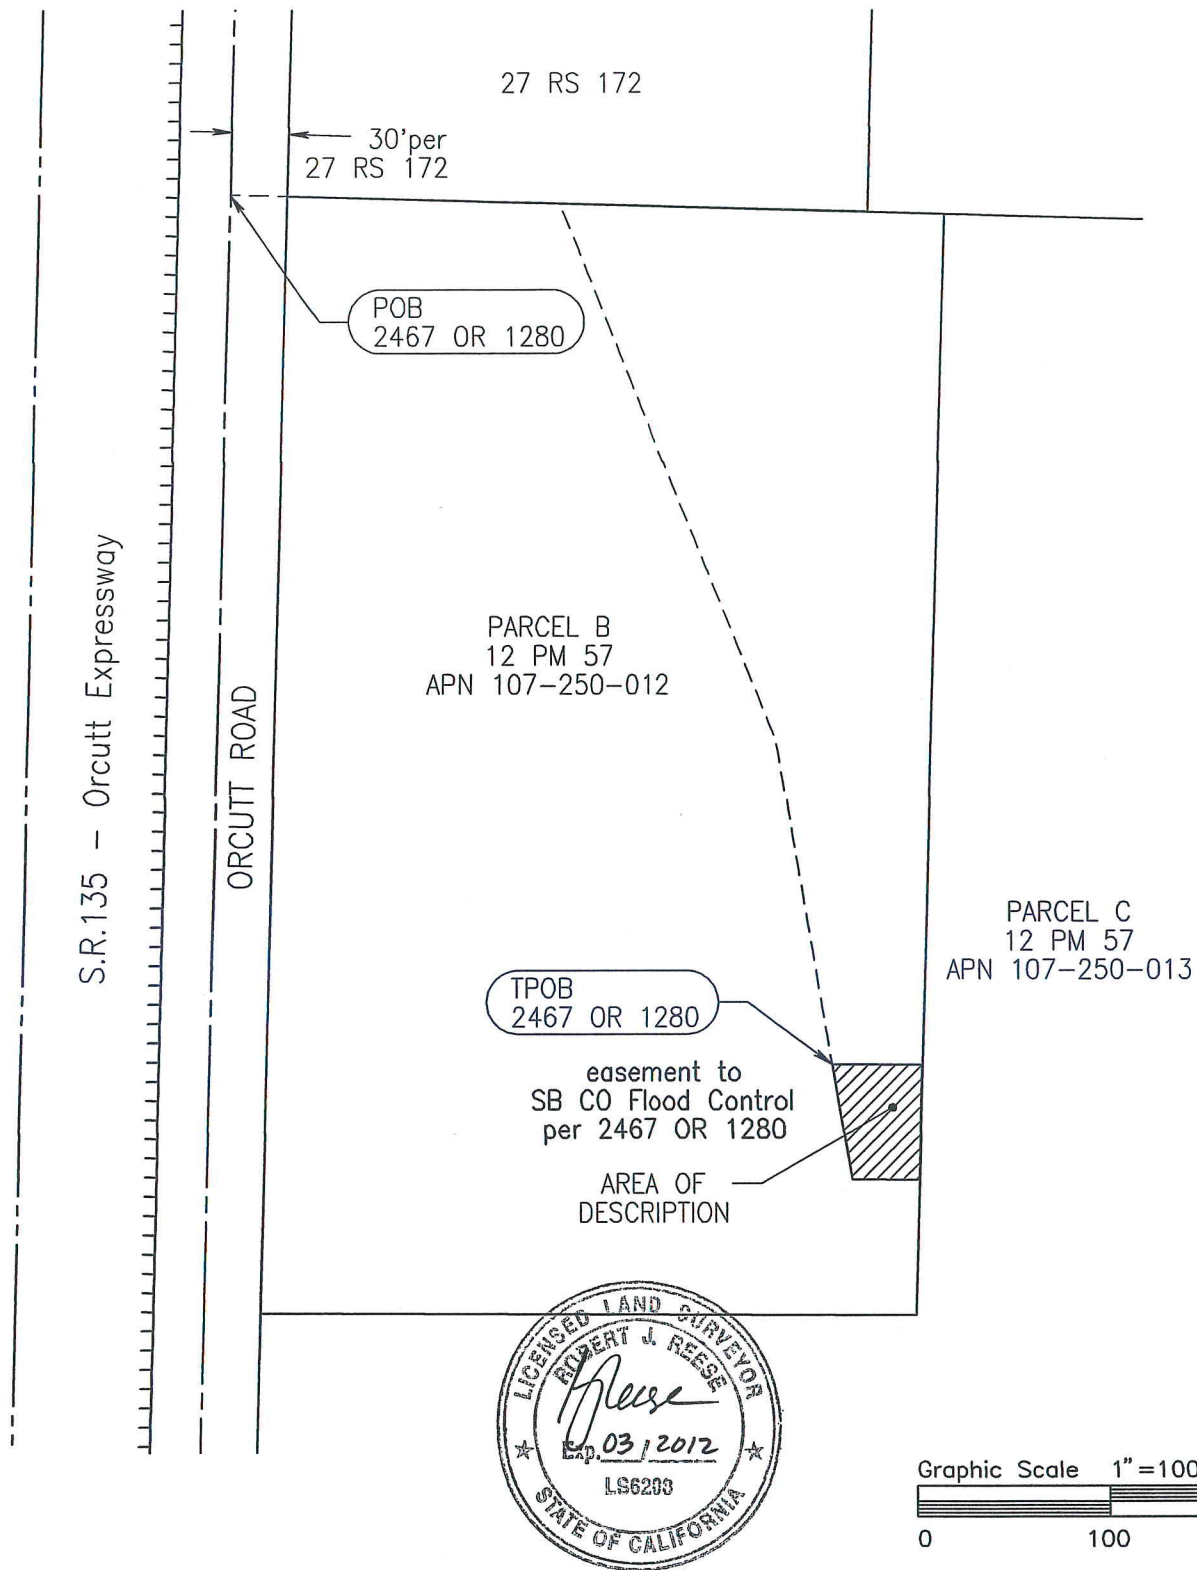 27 RS 172
30'per
27 RS 172
POB
2467 OR 1280
S.R.135 – Orcutt Expressway
ORCUTT ROAD
PARCEL B
12 PM 57
APN 107–250–012
PARCEL C
12 PM 57
APN 107–250–013
TPOB
2467 OR 1280
easement to
SB CO Flood Control
per 2467 OR 1280
AREA OF
DESCRIPTION
LICENSED LAND SURVEYOR
ROBERT J. REESE
Exp. 03/2012
STATE OF CALIFORNIA
Graphic Scale 1"=100
0 100